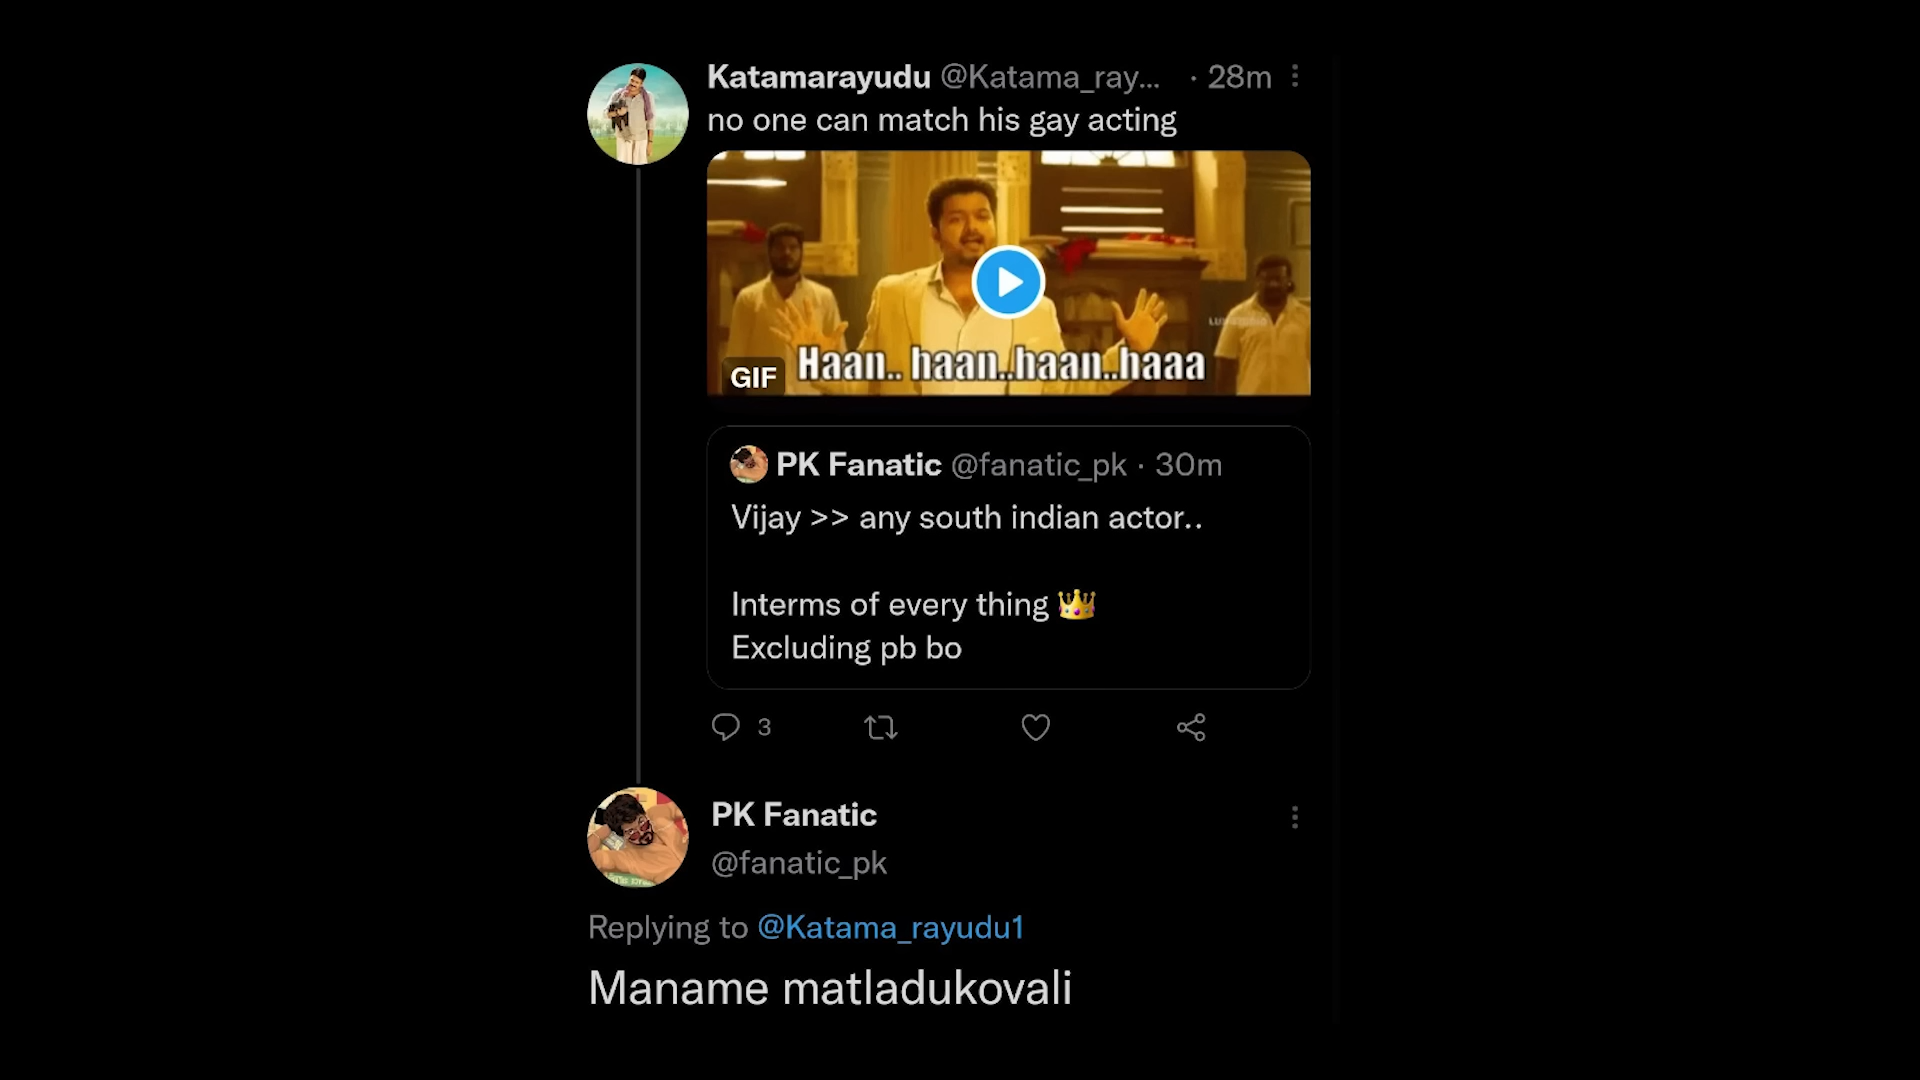 Katamarayudu @Katama_ray... · 28m
no one can match his gay acting
Haan.. haan..haan..haaa
GIF
PK Fanatic @fanatic_pk · 30m
Vijay >> any south indian actor..
Interms of every thing 👑
Excluding pb bo
3
PK Fanatic
@fanatic_pk
Replying to @Katama_rayudu1
Maname matladukovali